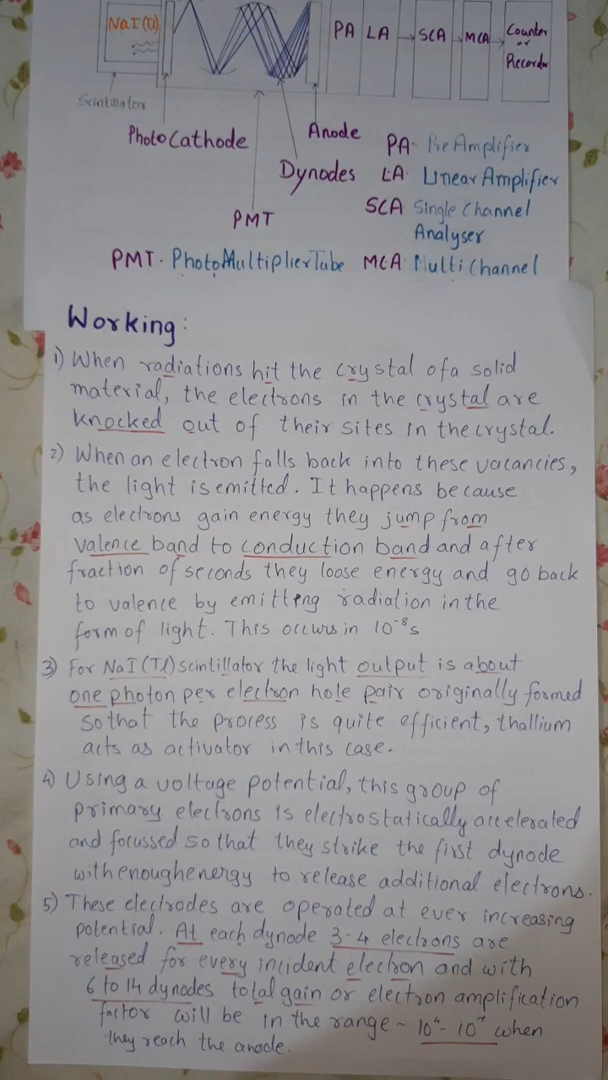 NaI(Tl)
PA LA SCA MCA Counter
or
Recorder
Scintillator
PhotoCathode
Anode
Dynodes
PMT
PA- PreAmplifier
LA- Linear Amplifier
SCA Single Channel
Analyser
PMT- PhotoMultiplierTube MCA- Multi Channel
Working:
1) When radiations hit the crystal of a solid
material, the electrons in the crystal are
knocked out of their sites in the crystal.
2) When an electron falls back into these vacancies,
the light is emitted. It happens because
as electrons gain energy they jump from
valence band to conduction band and after
fraction of seconds they loose energy and go back
to valence by emitting radiation in the
form of light. This occurs in 10⁻⁸s
3) For NaI(Tl) scintillator the light output is about
one photon per electron hole pair originally formed
so that the process is quite efficient, thallium
acts as activator in this case.
4) Using a voltage potential, this group of
primary electrons is electrostatically accelerated
and focussed so that they strike the first dynode
with enough energy to release additional electrons.
5) These electrodes are operated at ever increasing
potential. At each dynode 3-4 electrons are
released for every incident electron and with
6 to 14 dynodes total gain or electron amplification
factor will be in the range ~ 10⁴- 10⁷ when
they reach the anode.